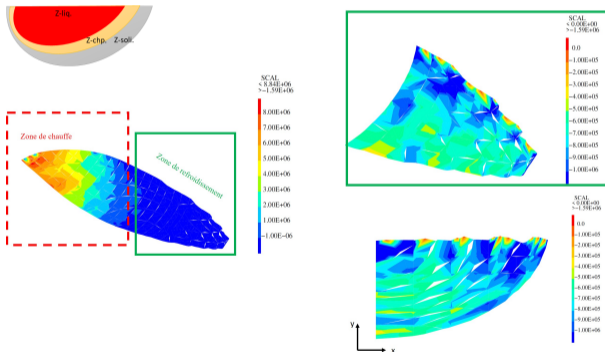 Z-liq.
Z-chp. Z-soli.
SCAL
< 8.84E+06
>-1.59E+06
8.00E+06
7.00E+06
6.00E+06
5.00E+06
4.00E+06
3.00E+06
2.00E+06
1.00E+06
-1.00E-06
Zone de chauffe
Zone de refroidissement
SCAL
< 0.00E+00
>-1.59E+06
0.0
-1.00E+05
-2.00E+05
-3.00E+05
-4.00E+05
-5.00E+05
-6.00E+05
-7.00E+05
-8.00E+05
-9.00E+05
-1.00E+06
SCAL
< 0.00E+00
>-1.59E+06
0.0
-1.00E+05
-2.00E+05
-3.00E+05
-4.00E+05
-5.00E+05
-6.00E+05
-7.00E+05
-8.00E+05
-9.00E+05
-1.00E+06
y
x